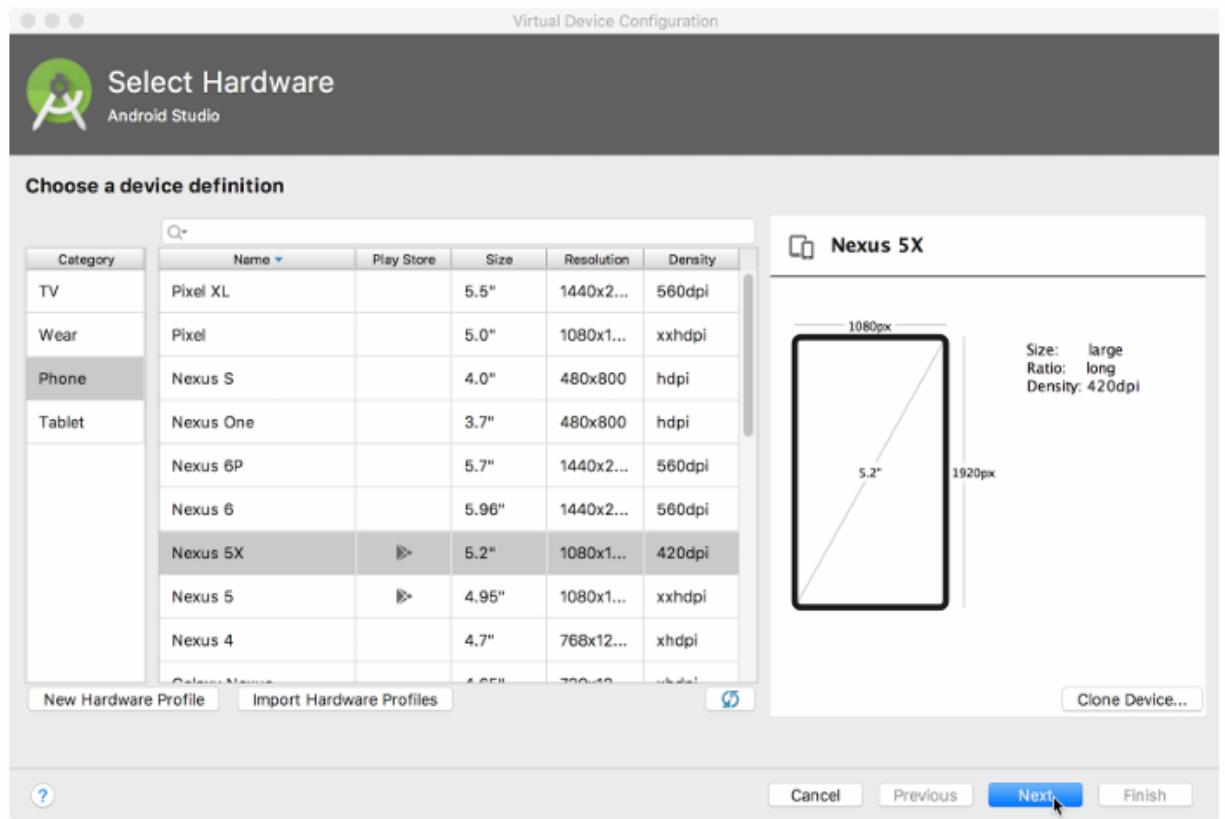 Virtual Device Configuration
Select Hardware
Android Studio
Choose a device definition
Category
TV
Wear
Phone
Tablet
Name Play Store Size Resolution Density
Pixel XL 5.5" 1440x2... 560dpi
Pixel 5.0" 1080x1... xxhdpi
Nexus S 4.0" 480x800 hdpi
Nexus One 3.7" 480x800 hdpi
Nexus 6P 5.7" 1440x2... 560dpi
Nexus 6 5.96" 1440x2... 560dpi
Nexus 5X 5.2" 1080x1... 420dpi
Nexus 5 4.95" 1080x1... xxhdpi
Nexus 4 4.7" 768x12... xhdpi
New Hardware Profile Import Hardware Profiles
Nexus 5X
1080px
Size: large
Ratio: long
Density: 420dpi
5.2" 1920px
Clone Device...
? Cancel Previous Next Finish